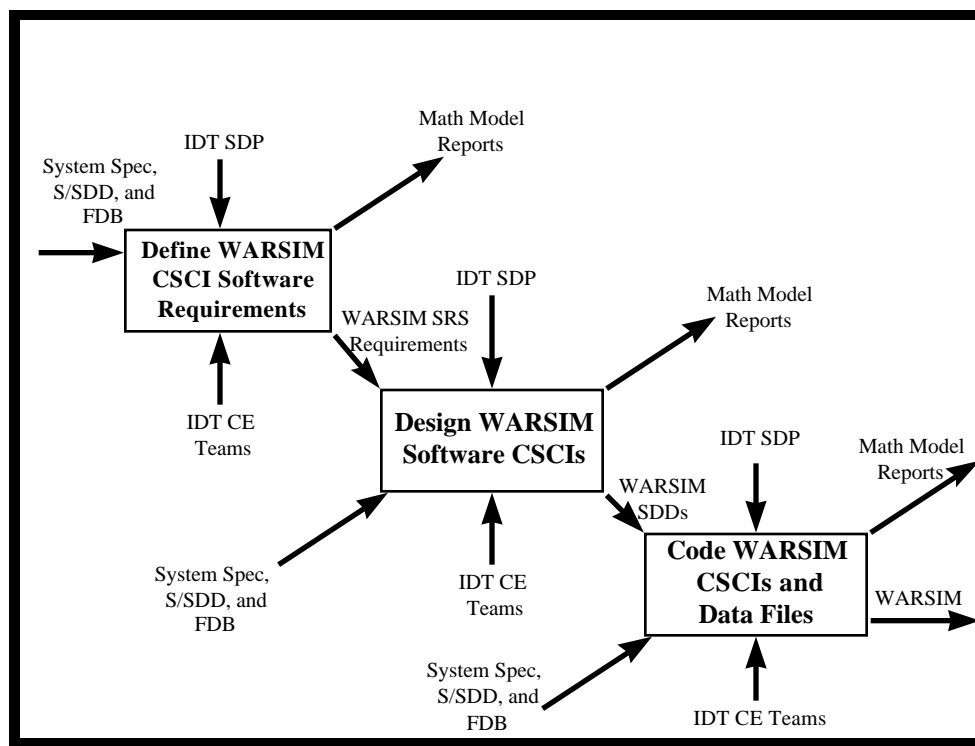 IDT SDP
Math Model
Reports
System Spec,
S/SDD, and
FDB
Define WARSIM
CSCI Software
Requirements
WARSIM SRS
Requirements
IDT CE
Teams
IDT SDP
Math Model
Reports
Design WARSIM
Software CSCIs
System Spec,
S/SDD, and
FDB
IDT CE
Teams
WARSIM
SDDs
IDT SDP
Math Model
Reports
Code WARSIM
CSCIs and
Data Files
WARSIM
System Spec,
S/SDD, and
FDB
IDT CE Teams